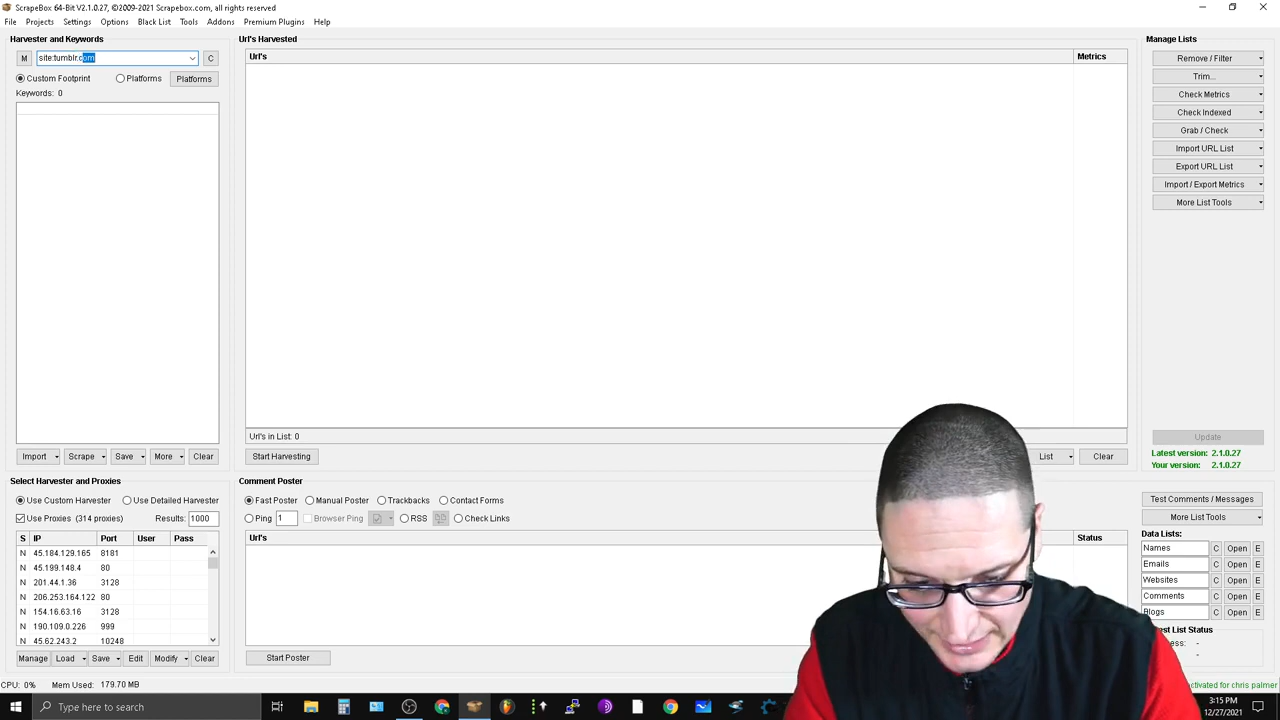 ScrapeBox 64-Bit V2.1.0.27, ©2009-2021 Scrapebox.com, all rights reserved
File Projects Settings Options Black List Tools Addons Premium Plugins Help
Harvester and Keywords
M site:tumblr.com C
Custom Footprint Platforms Platforms
Keywords: 0
Import Scrape Save More Clear
Url's Harvested
Url's Metrics
Url's in List: 0
Start Harvesting List Clear
Manage Lists
Remove / Filter
Trim...
Check Metrics
Check Indexed
Grab / Check
Import URL List
Export URL List
Import / Export Metrics
More List Tools
Update
Latest version: 2.1.0.27
Your version: 2.1.0.27
Select Harvester and Proxies
Use Custom Harvester Use Detailed Harvester
Use Proxies (314 proxies) Results: 1000
S IP Port User Pass
N 45.184.129.165 8181
N 45.199.148.4 80
N 201.44.1.36 3128
N 206.253.164.122 80
N 154.16.63.16 3128
N 190.109.0.226 999
N 45.62.243.2 10248
Manage Load Save Edit Modify Clear
Comment Poster
Fast Poster Manual Poster Trackbacks Contact Forms
Ping 1 Browser Ping RSS Check Links
Url's Status
Start Poster
Test Comments / Messages
More List Tools
Data Lists:
Names C Open E
Emails C Open E
Websites C Open E
Comments C Open E
Blogs C Open E
List Status
-
-
CPU: 0% Mem Used: 179.70 MB
activated for chris palmer
Type here to search
3:15 PM
12/27/2021